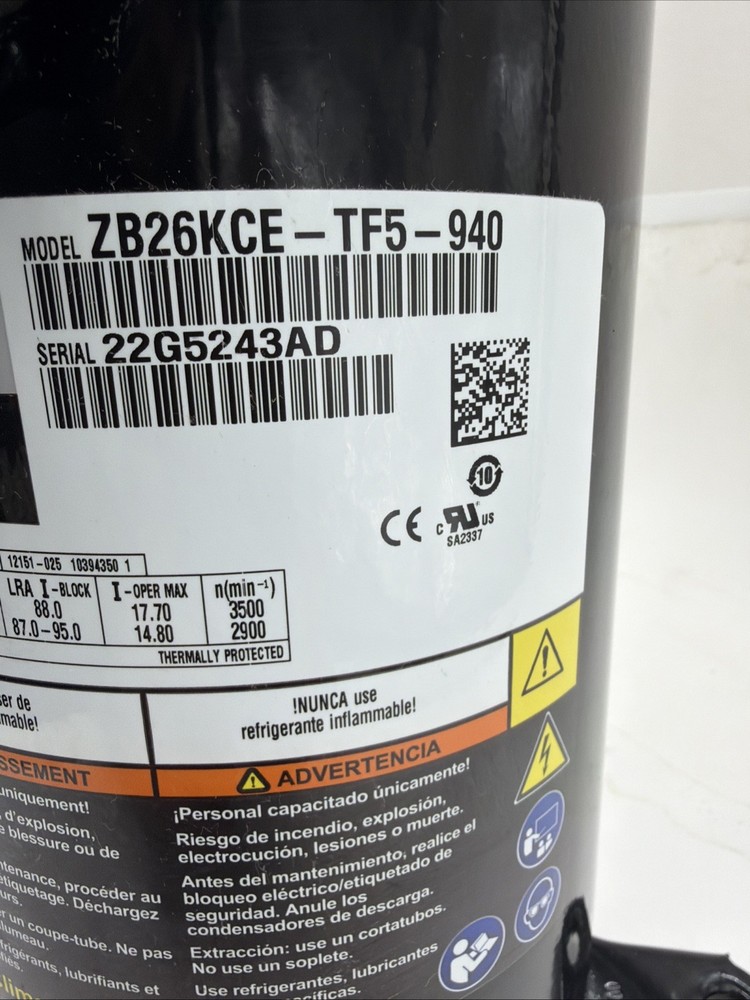 MODEL ZB26KCE-TF5-940
SERIAL 22G5243AD
10
CE c RU US
SA2337
12151-025 10394350 1
LRA I-BLOCK I-OPER MAX n(min-1)
88.0 17.70 3500
87.0-95.0 14.80 2900
THERMALLY PROTECTED
ser de
mable!
¡NUNCA use
refrigerante inflammable!
SSEMENT
ADVERTENCIA
uniquement!
d'explosion,
blessure ou de
ntenance, procéder au
étiquetage. Déchargez
urs.
r un coupe-tube. Ne pas
lumeau.
frigérants, lubrifiants et
fiés.
¡Personal capacitado únicamente!
Riesgo de incendio, explosión,
electrocución, lesiones o muerte.
Antes del mantenimiento, realice el
bloqueo eléctrico/etiquetado de
seguridad. Anule los
condensadores de descarga.
Extracción: use un cortatubos.
No use un soplete.
Use refrigerantes, lubricantes